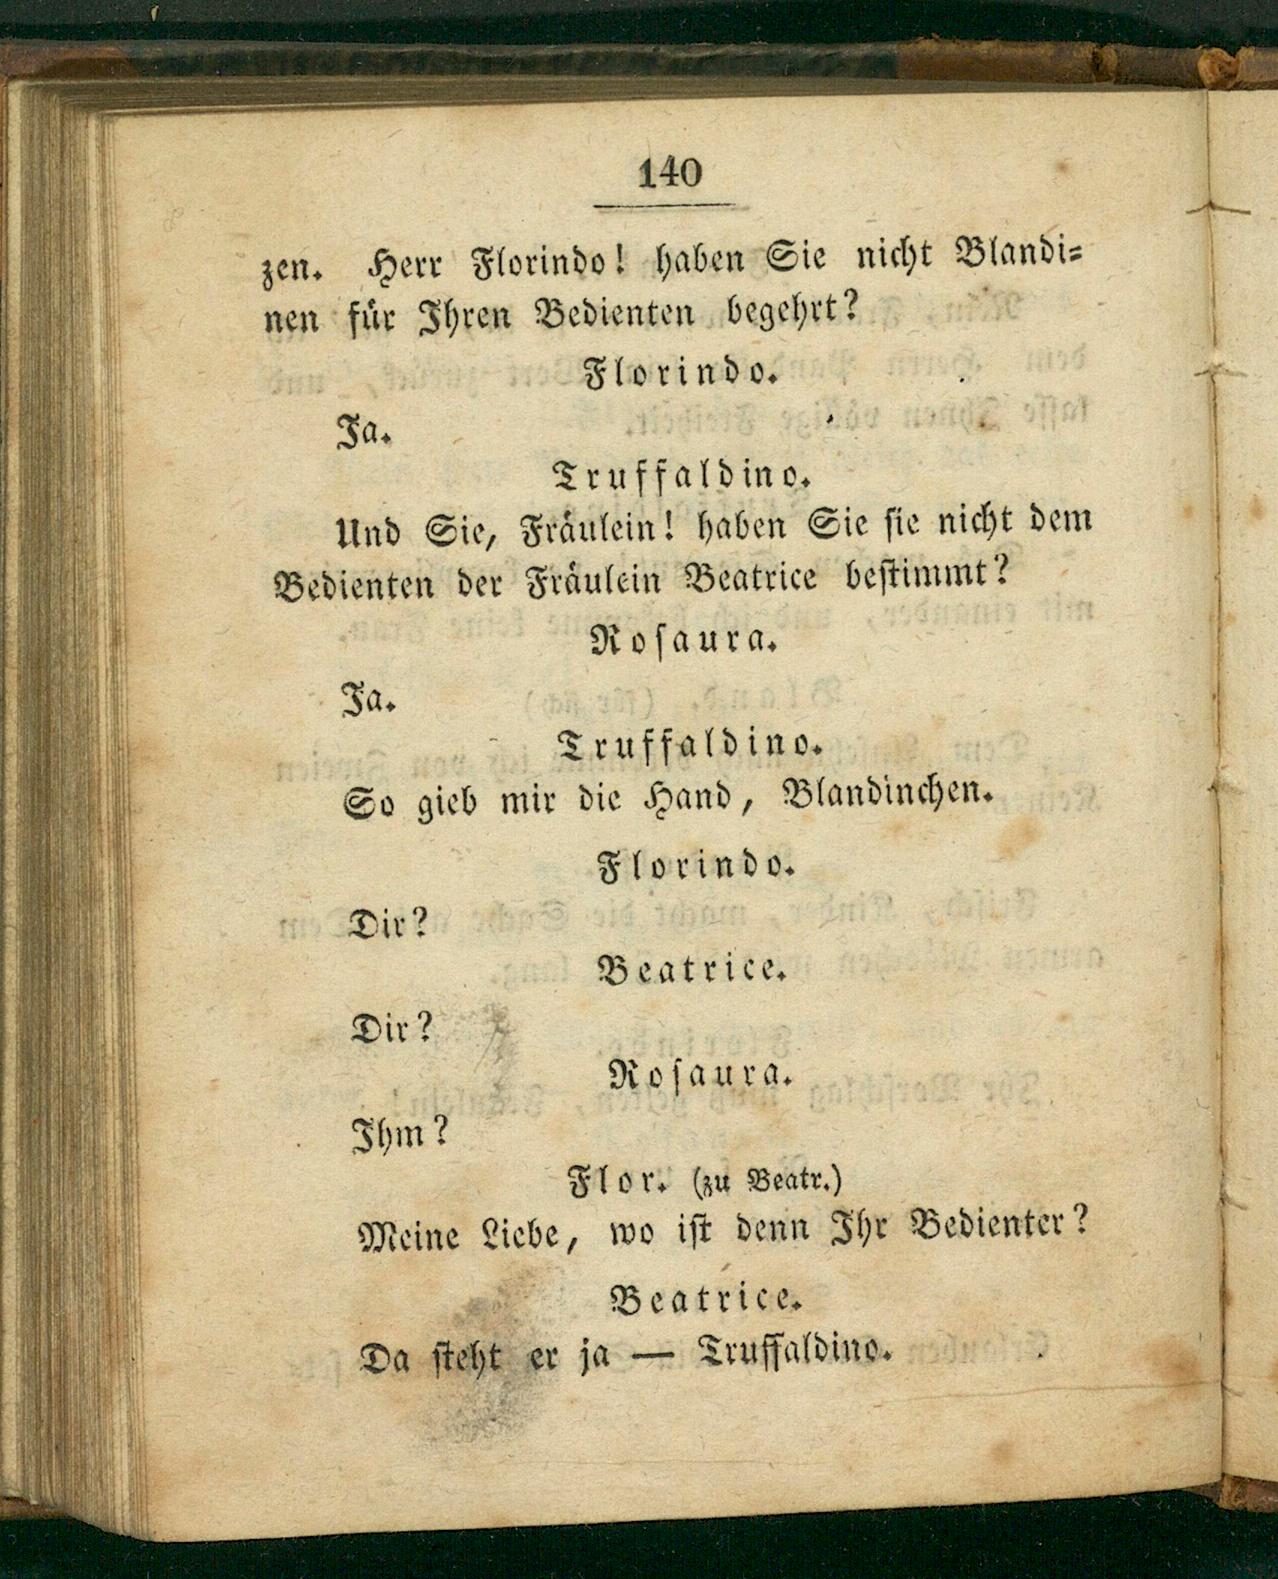 140
zen. Herr Florindo! haben Sie nicht Blandi=
nen für Ihren Bedienten begehrt?
Florindo.
Ja.
Truffaldino.
Und Sie, Fräulein! haben Sie sie nicht dem
Bedienten der Fräulein Beatrice bestimmt?
Rosaura.
Ja.
Truffaldino.
So gieb mir die Hand, Blandinchen.
Florindo.
Dir?
Beatrice.
Dir?
Rosaura.
Ihm?
Flor. (zu Beatr.)
Meine Liebe, wo ist denn Ihr Bedienter?
Beatrice.
Da steht er ja — Truffaldino.